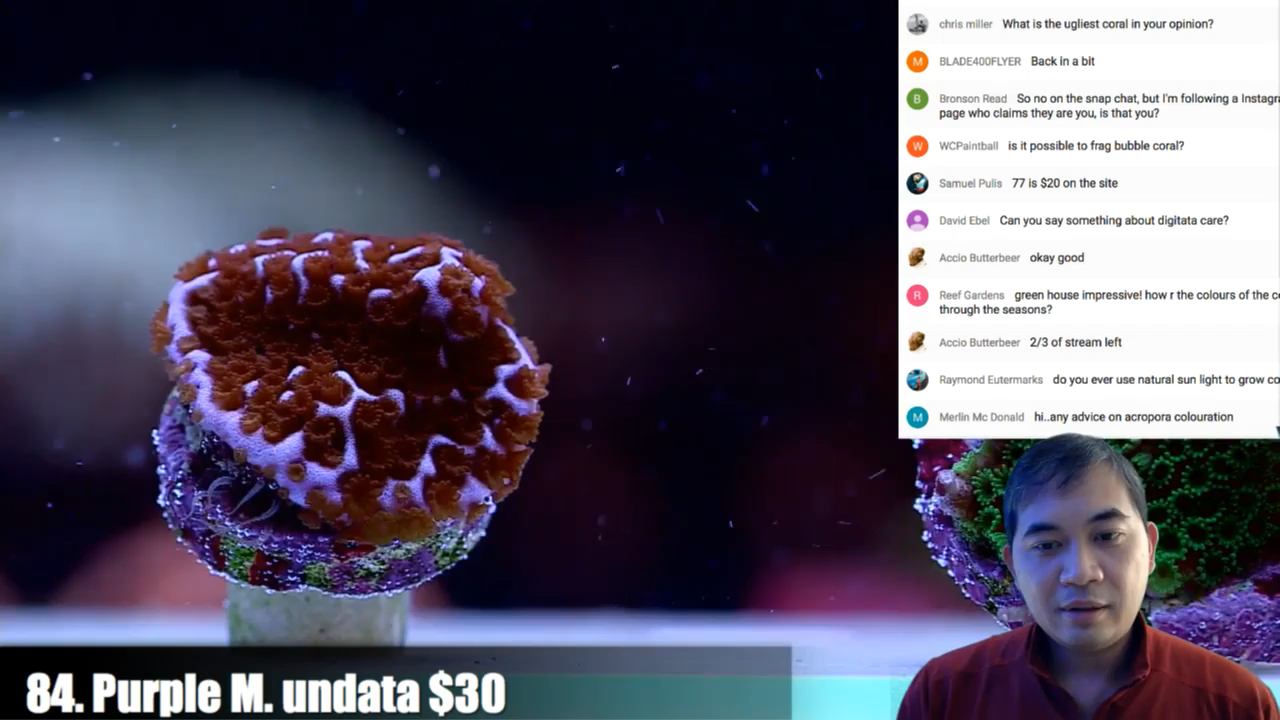 chris miller What is the ugliest coral in your opinion?
M BLADE400FLYER Back in a bit
B Bronson Read So no on the snap chat, but I'm following a Instagra
page who claims they are you, is that you?
W WCPaintball is it possible to frag bubble coral?
Samuel Pulis 77 is $20 on the site
David Ebel Can you say something about digitata care?
Accio Butterbeer okay good
R Reef Gardens green house impressive! how r the colours of the co
through the seasons?
Accio Butterbeer 2/3 of stream left
Raymond Eutermarks do you ever use natural sun light to grow co
M Merlin Mc Donald hi..any advice on acropora colouration
84. Purple M. undata $30